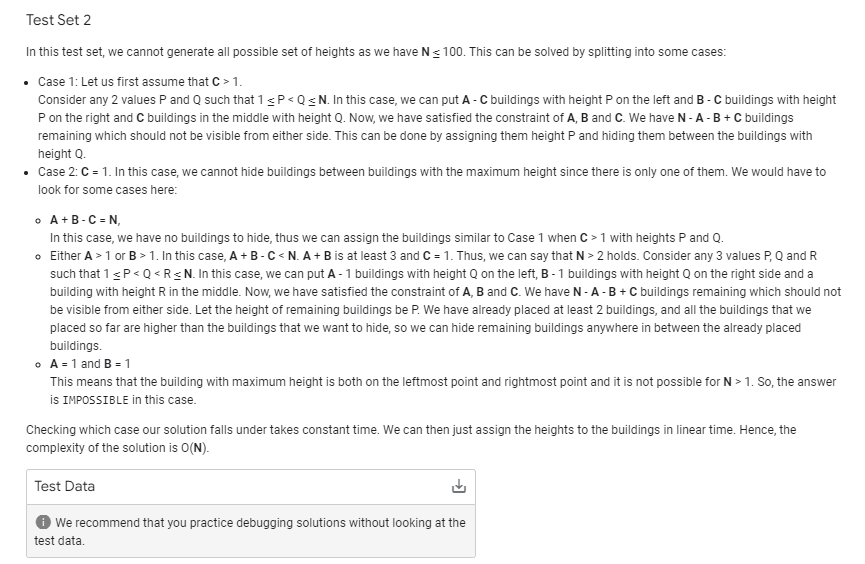 Test Set 2
In this test set, we cannot generate all possible set of heights as we have N ≤ 100. This can be solved by splitting into some cases:
• Case 1: Let us first assume that C > 1.
Consider any 2 values P and Q such that 1 ≤ P < Q ≤ N. In this case, we can put A - C buildings with height P on the left and B - C buildings with height
P on the right and C buildings in the middle with height Q. Now, we have satisfied the constraint of A, B and C. We have N - A - B + C buildings
remaining which should not be visible from either side. This can be done by assigning them height P and hiding them between the buildings with
height Q.
• Case 2: C = 1. In this case, we cannot hide buildings between buildings with the maximum height since there is only one of them. We would have to
look for some cases here:
○ A + B - C = N,
In this case, we have no buildings to hide, thus we can assign the buildings similar to Case 1 when C > 1 with heights P and Q.
○ Either A > 1 or B > 1. In this case, A + B - C < N. A + B is at least 3 and C = 1. Thus, we can say that N > 2 holds. Consider any 3 values P, Q and R
such that 1 ≤ P < Q < R ≤ N. In this case, we can put A - 1 buildings with height Q on the left, B - 1 buildings with height Q on the right side and a
building with height R in the middle. Now, we have satisfied the constraint of A, B and C. We have N - A - B + C buildings remaining which should not
be visible from either side. Let the height of remaining buildings be P. We have already placed at least 2 buildings, and all the buildings that we
placed so far are higher than the buildings that we want to hide, so we can hide remaining buildings anywhere in between the already placed
buildings.
○ A = 1 and B = 1
This means that the building with maximum height is both on the leftmost point and rightmost point and it is not possible for N > 1. So, the answer
is IMPOSSIBLE in this case.
Checking which case our solution falls under takes constant time. We can then just assign the heights to the buildings in linear time. Hence, the
complexity of the solution is O(N).
Test Data
We recommend that you practice debugging solutions without looking at the
test data.